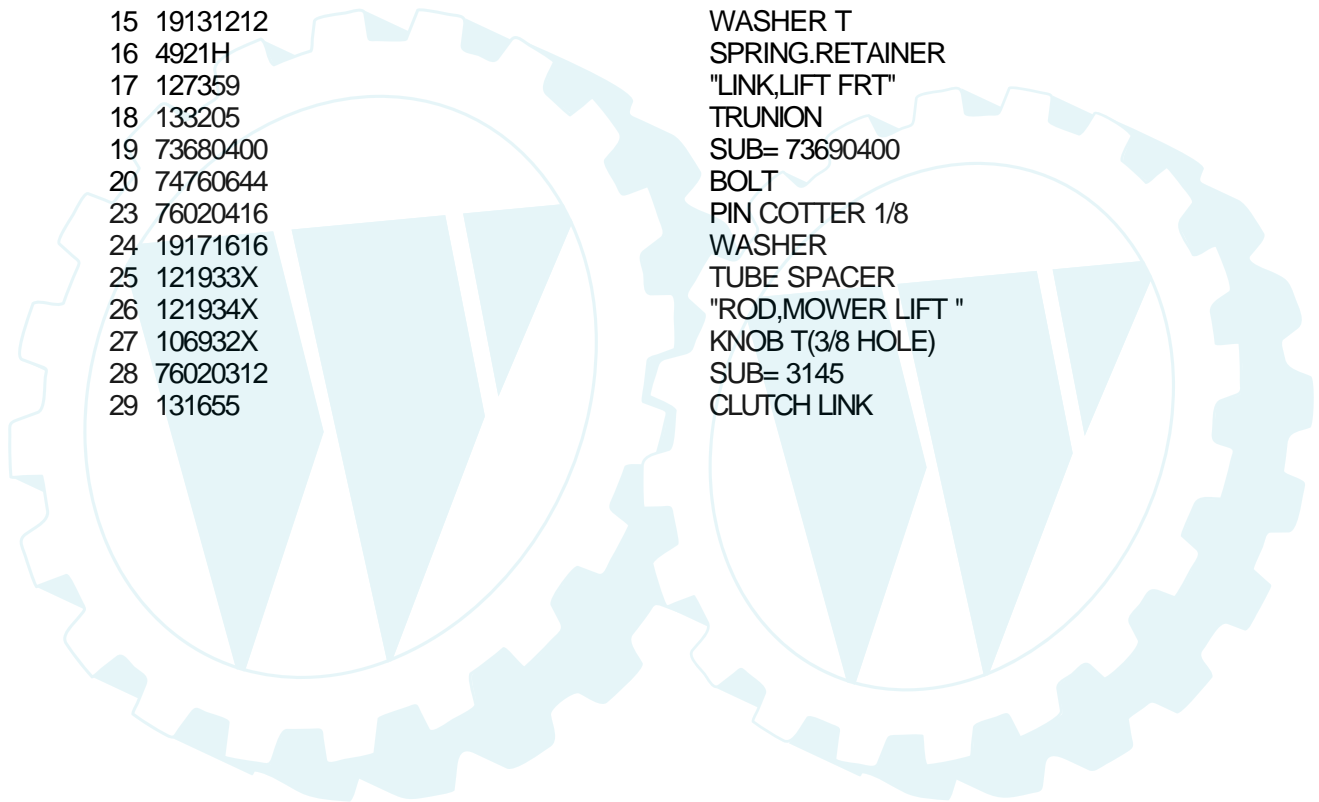 15 19131212 WASHER T
16 4921H SPRING.RETAINER
17 127359 "LINK,LIFT FRT"
18 133205 TRUNION
19 73680400 SUB= 73690400
20 74760644 BOLT
23 76020416 PIN COTTER 1/8
24 19171616 WASHER
25 121933X TUBE SPACER
26 121934X "ROD,MOWER LIFT "
27 106932X KNOB T(3/8 HOLE)
28 76020312 SUB= 3145
29 131655 CLUTCH LINK